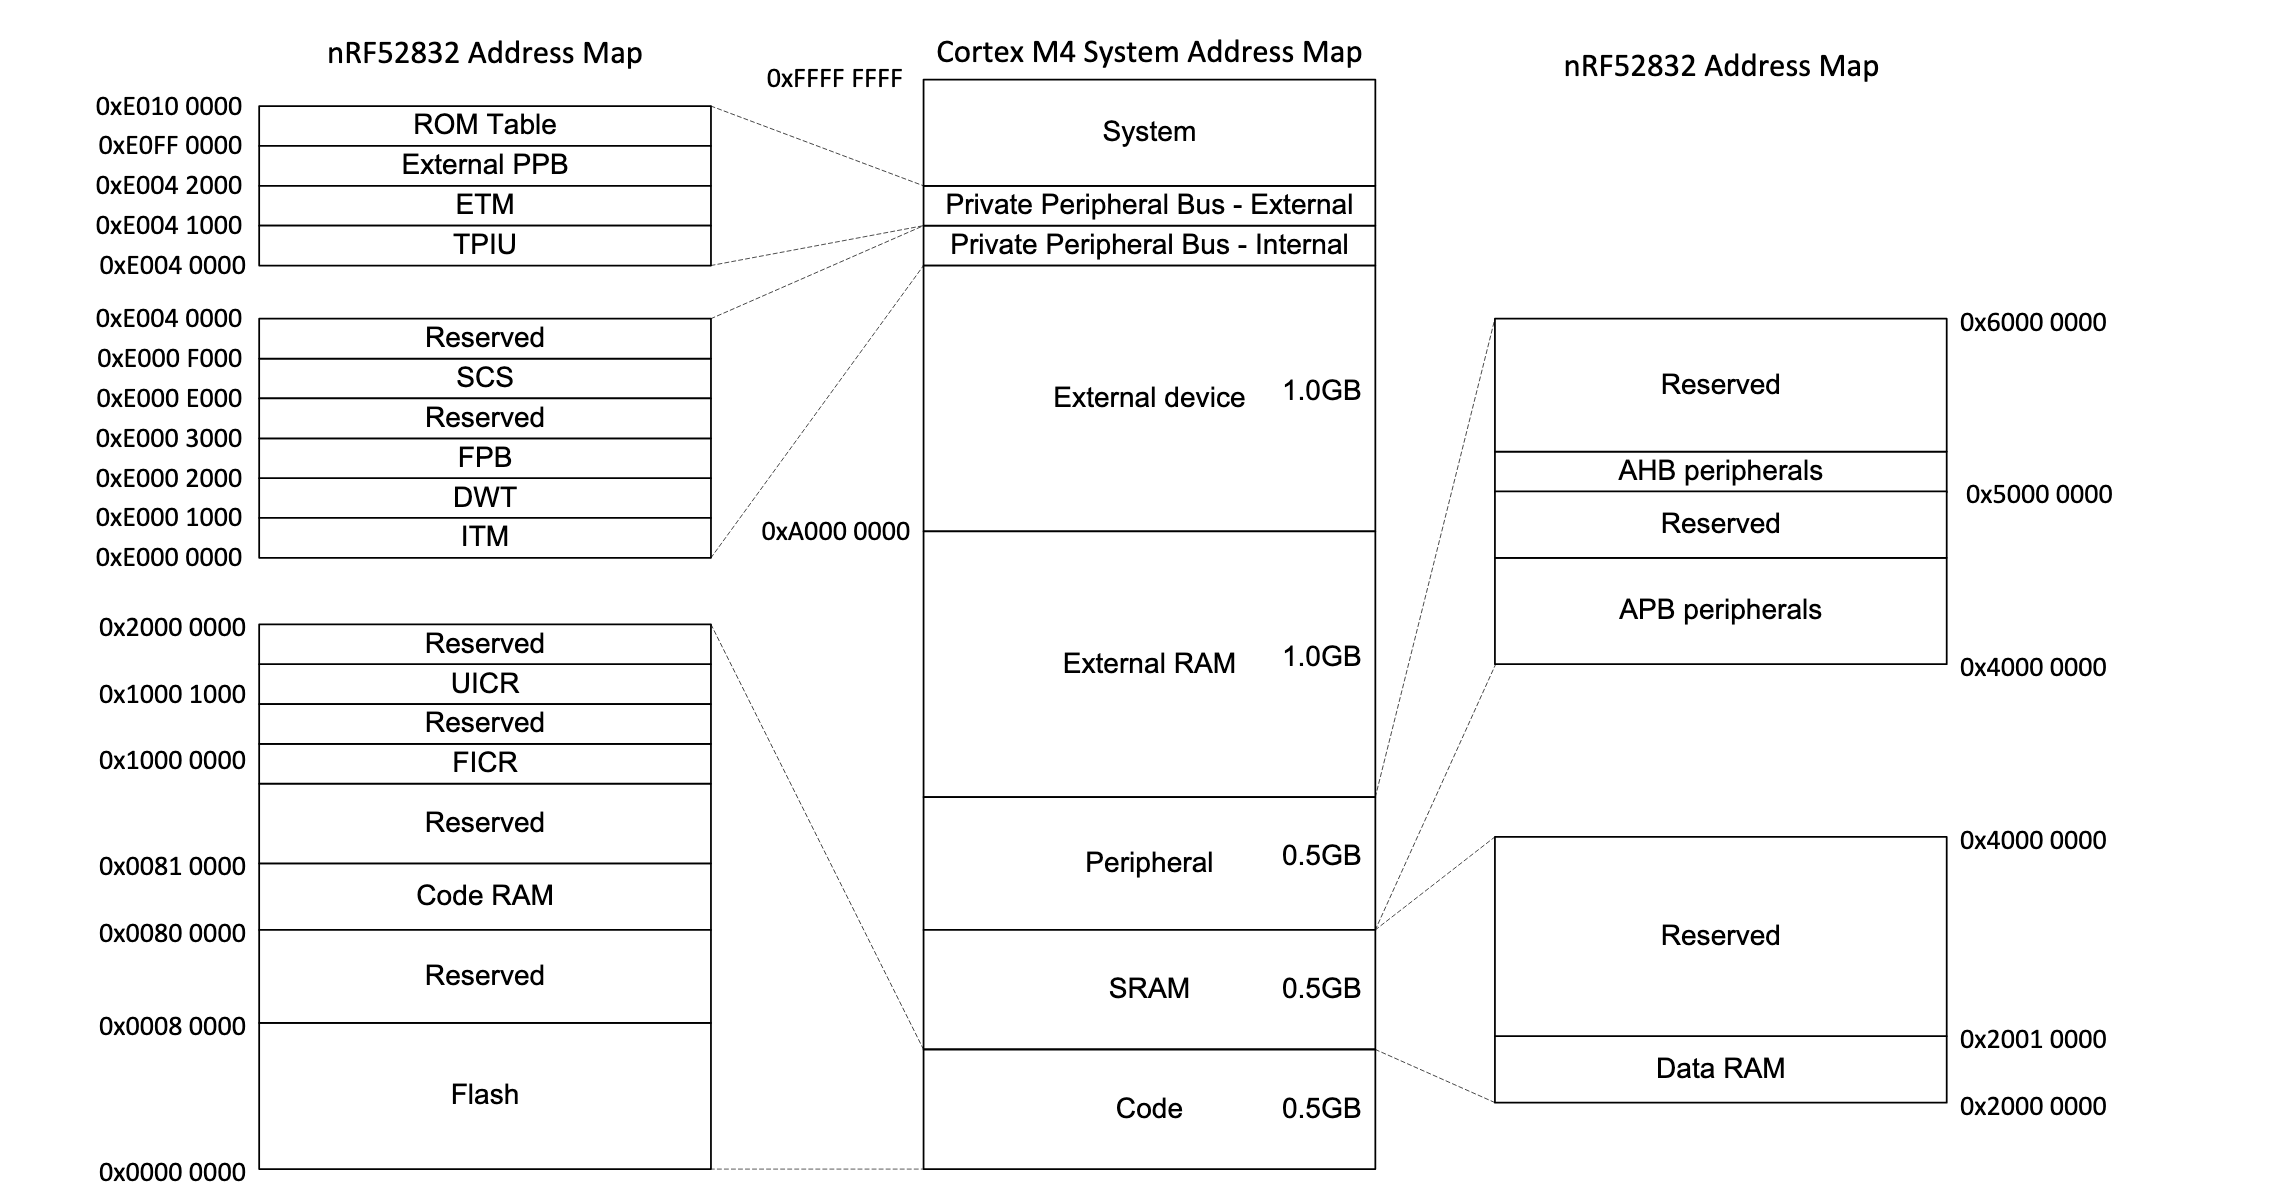 nRF52832 Address Map
0xE010 0000
ROM Table
0xE0FF 0000
External PPB
0xE004 2000
ETM
0xE004 1000
TPIU
0xE004 0000
0xE004 0000
Reserved
0xE000 F000
SCS
0xE000 E000
Reserved
0xE000 3000
FPB
0xE000 2000
DWT
0xE000 1000
ITM
0xE000 0000
0x2000 0000
Reserved
UICR
0x1000 1000
Reserved
0x1000 0000
FICR
Reserved
0x0081 0000
Code RAM
0x0080 0000
Reserved
0x0008 0000
Flash
0x0000 0000
Cortex M4 System Address Map
0xFFFF FFFF
System
Private Peripheral Bus - External
Private Peripheral Bus - Internal
External device 1.0GB
0xA000 0000
External RAM 1.0GB
Peripheral 0.5GB
SRAM 0.5GB
Code 0.5GB
nRF52832 Address Map
0x6000 0000
Reserved
AHB peripherals
0x5000 0000
Reserved
APB peripherals
0x4000 0000
0x4000 0000
Reserved
0x2001 0000
Data RAM
0x2000 0000